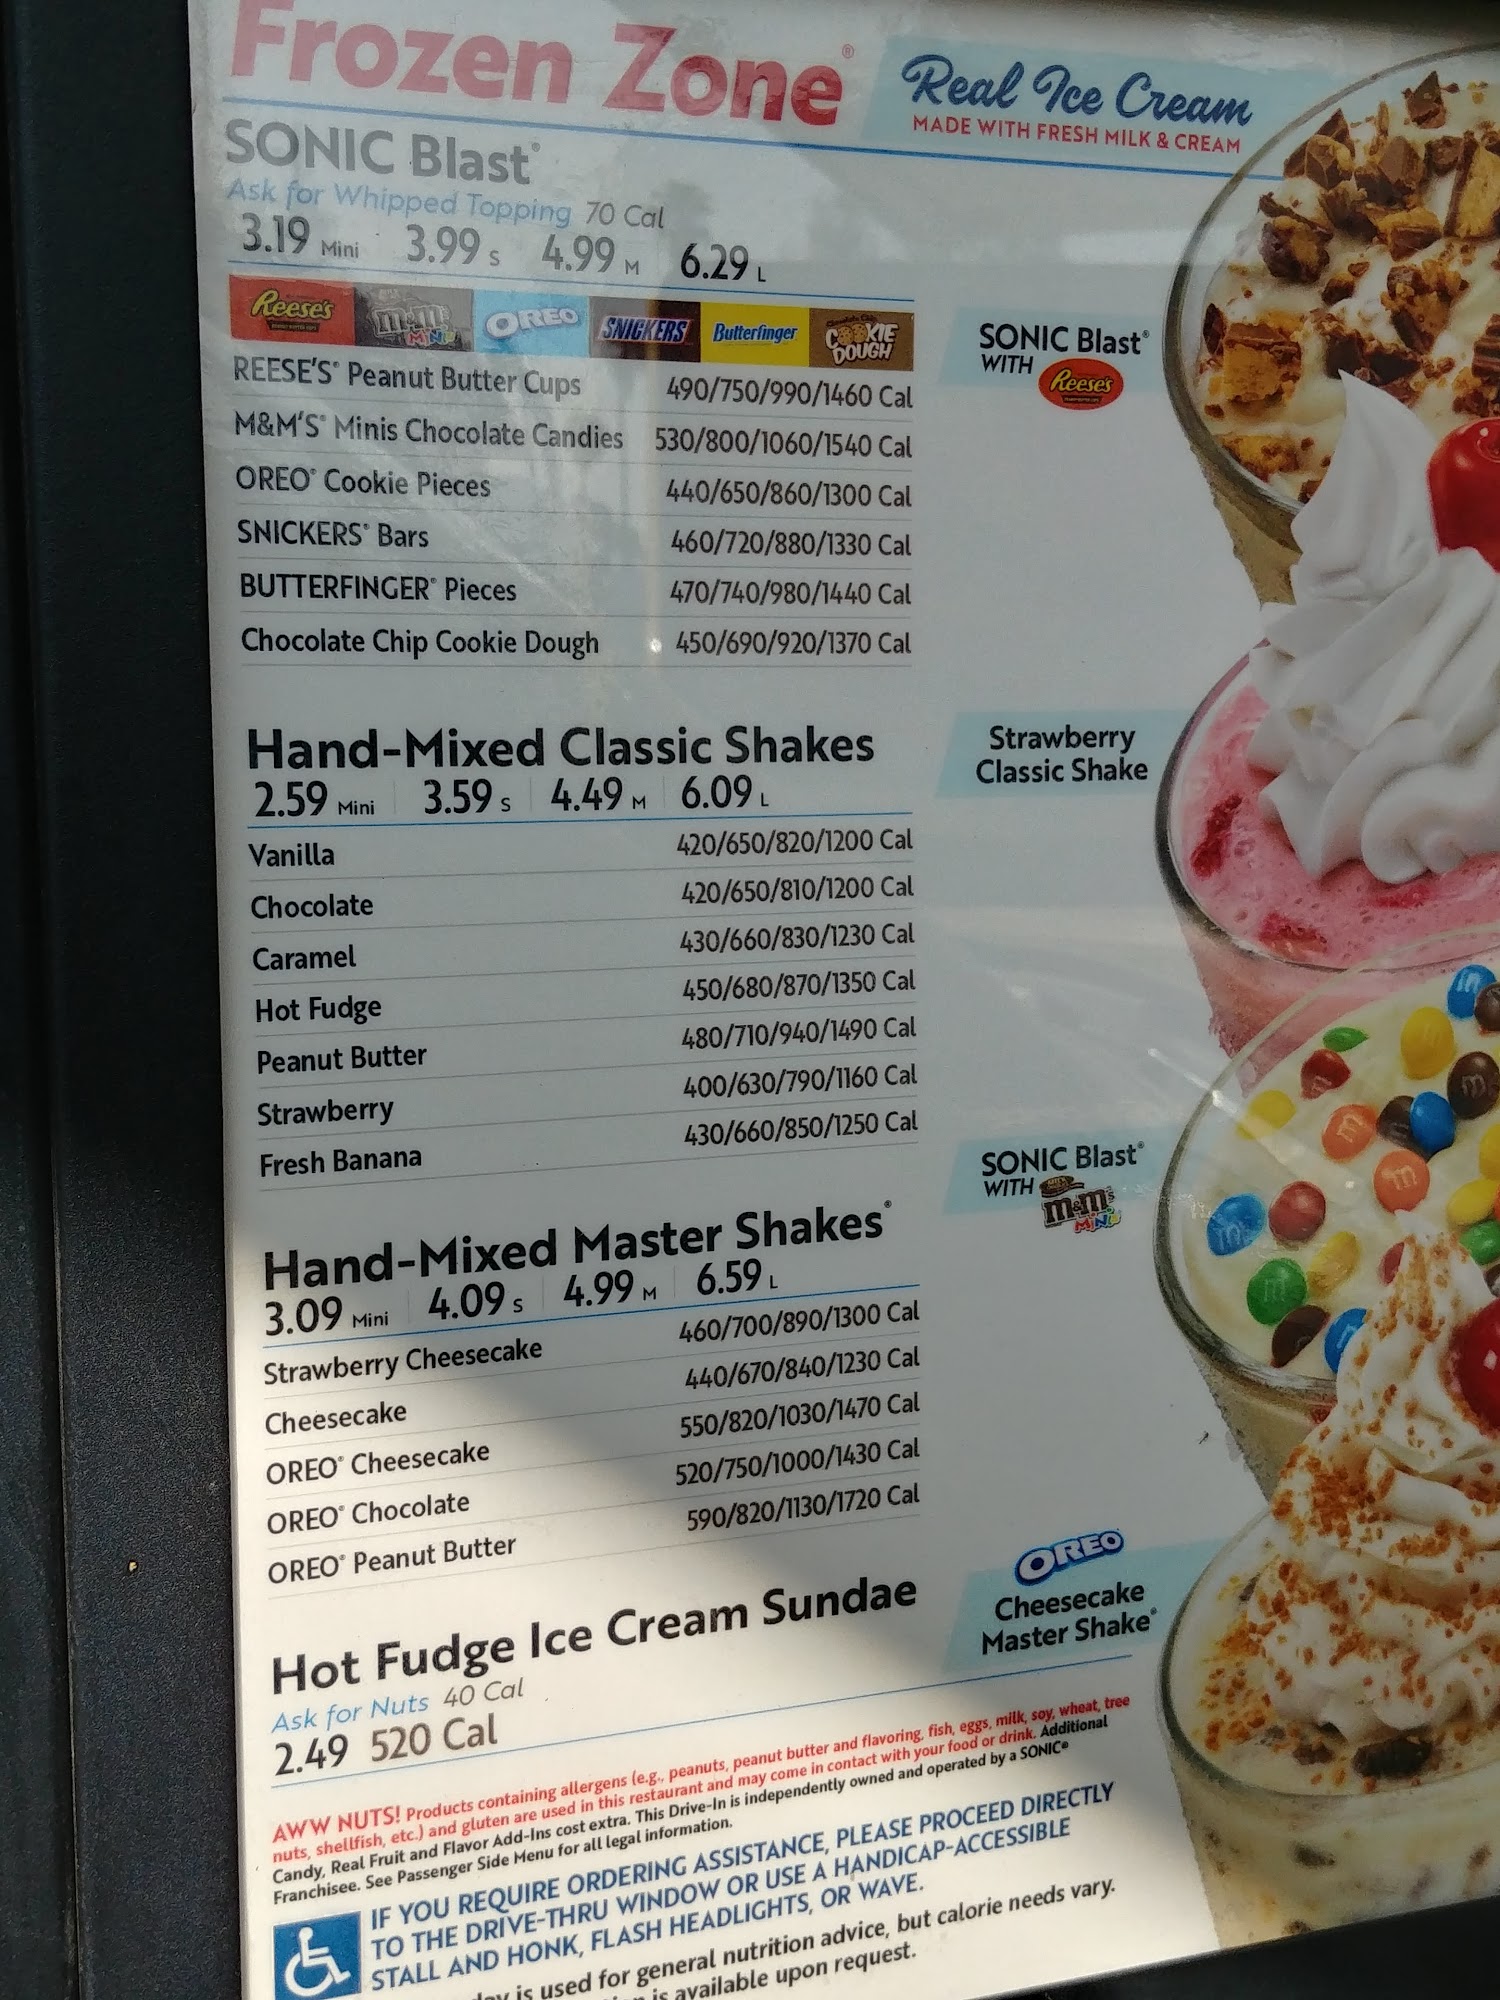 Frozen Zone®
Real Ice Cream
MADE WITH FRESH MILK & CREAM
SONIC Blast®
Ask for Whipped Topping 70 Cal
3.19 Mini 3.99 S 4.99 M 6.29 L
Reese's m&m's MINIS OREO SNICKERS Butterfinger Chocolate Chip COOKIE DOUGH
REESE'S® Peanut Butter Cups 490/750/990/1460 Cal
M&M'S® Minis Chocolate Candies 530/800/1060/1540 Cal
OREO® Cookie Pieces 440/650/860/1300 Cal
SNICKERS® Bars 460/720/880/1330 Cal
BUTTERFINGER® Pieces 470/740/980/1440 Cal
Chocolate Chip Cookie Dough 450/690/920/1370 Cal
SONIC Blast®
WITH Reese's
Hand-Mixed Classic Shakes
2.59 Mini 3.59 S 4.49 M 6.09 L
Vanilla 420/650/820/1200 Cal
Chocolate 420/650/810/1200 Cal
Caramel 430/660/830/1230 Cal
Hot Fudge 450/680/870/1350 Cal
Peanut Butter 480/710/940/1490 Cal
Strawberry 400/630/790/1160 Cal
Fresh Banana 430/660/850/1250 Cal
Strawberry
Classic Shake
SONIC Blast®
WITH m&m's
MINIS
Hand-Mixed Master Shakes®
3.09 Mini 4.09 S 4.99 M 6.59 L
Strawberry Cheesecake 460/700/890/1300 Cal
Cheesecake 440/670/840/1230 Cal
OREO® Cheesecake 550/820/1030/1470 Cal
OREO® Chocolate 520/750/1000/1430 Cal
OREO® Peanut Butter 590/820/1130/1720 Cal
OREO
Cheesecake
Master Shake®
Hot Fudge Ice Cream Sundae
Ask for Nuts 40 Cal
2.49 520 Cal
AWW NUTS! Products containing allergens (e.g., peanuts, peanut butter and flavoring, fish, eggs, milk, soy, wheat, tree
nuts, shellfish, etc.) and gluten are used in this restaurant and may come in contact with your food or drink. Additional
Candy, Real Fruit and Flavor Add-Ins cost extra. This Drive-In is independently owned and operated by a SONIC®
Franchisee. See Passenger Side Menu for all legal information.
IF YOU REQUIRE ORDERING ASSISTANCE, PLEASE PROCEED DIRECTLY
TO THE DRIVE-THRU WINDOW OR USE A HANDICAP-ACCESSIBLE
STALL AND HONK, FLASH HEADLIGHTS, OR WAVE.
is used for general nutrition advice, but calorie needs vary.
is available upon request.